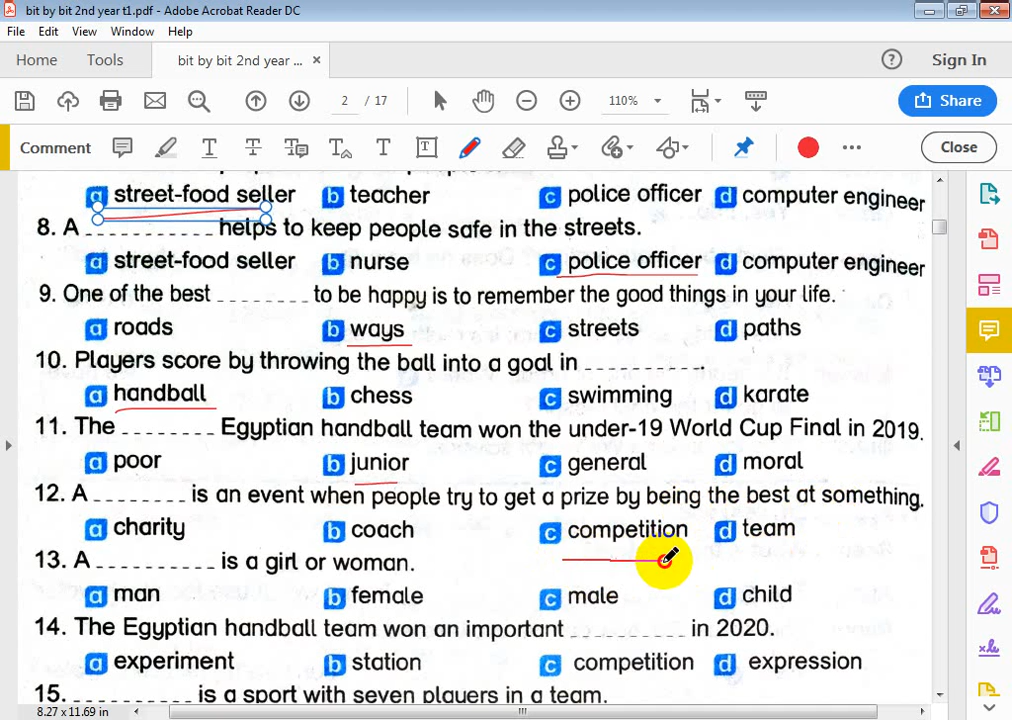 bit by bit 2nd year t1.pdf - Adobe Acrobat Reader DC
File Edit View Window Help
Home Tools bit by bit 2nd year ... × Sign In
2 / 17 110% Share
Comment Close
a street-food seller b teacher c police officer d computer engineer
8. A __________ helps to keep people safe in the streets.
a street-food seller b nurse c police officer d computer engineer
9. One of the best _______ to be happy is to remember the good things in your life.
a roads b ways c streets d paths
10. Players score by throwing the ball into a goal in _________.
a handball b chess c swimming d karate
11. The _______ Egyptian handball team won the under-19 World Cup Final in 2019.
a poor b junior c general d moral
12. A _______ is an event when people try to get a prize by being the best at something.
a charity b coach c competition d team
13. A _________ is a girl or woman.
a man b female c male d child
14. The Egyptian handball team won an important _________ in 2020.
a experiment b station c competition d expression
15. _________ is a sport with seven players in a team.
8.27 x 11.69 in